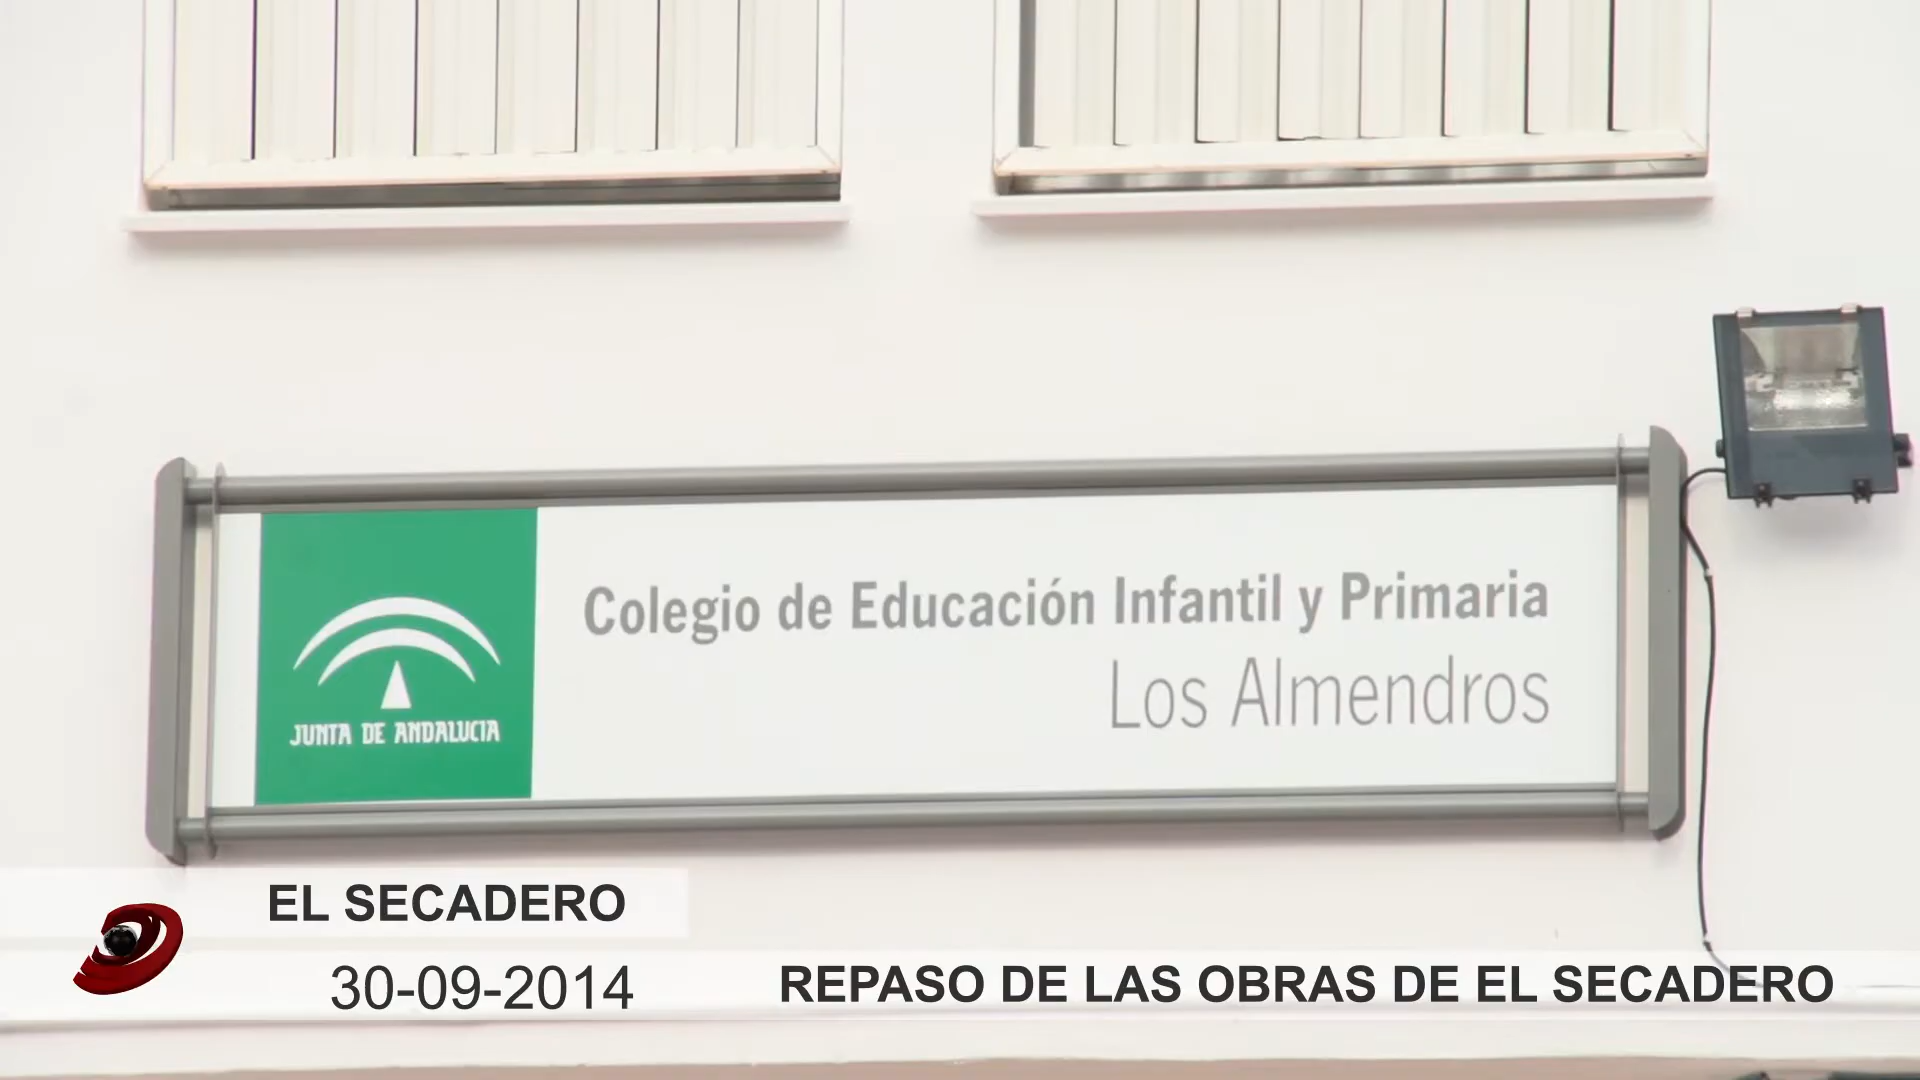 Colegio de Educación Infantil y Primaria
Los Almendros
JUNTA DE ANDALUCIA
EL SECADERO
30-09-2014
REPASO DE LAS OBRAS DE EL SECADERO